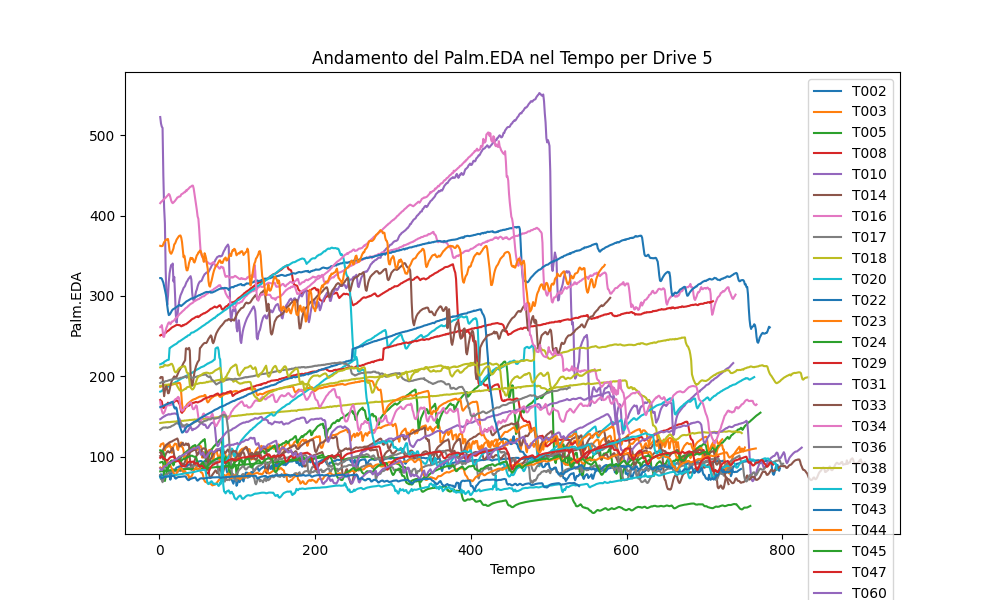 Andamento del Palm.EDA nel Tempo per Drive 5
Palm.EDA
500
400
300
200
100
0
200
400
600
800
Tempo
T002
T003
T005
T008
T010
T014
T016
T017
T018
T020
T022
T023
T024
T029
T031
T033
T034
T036
T038
T039
T043
T044
T045
T047
T060